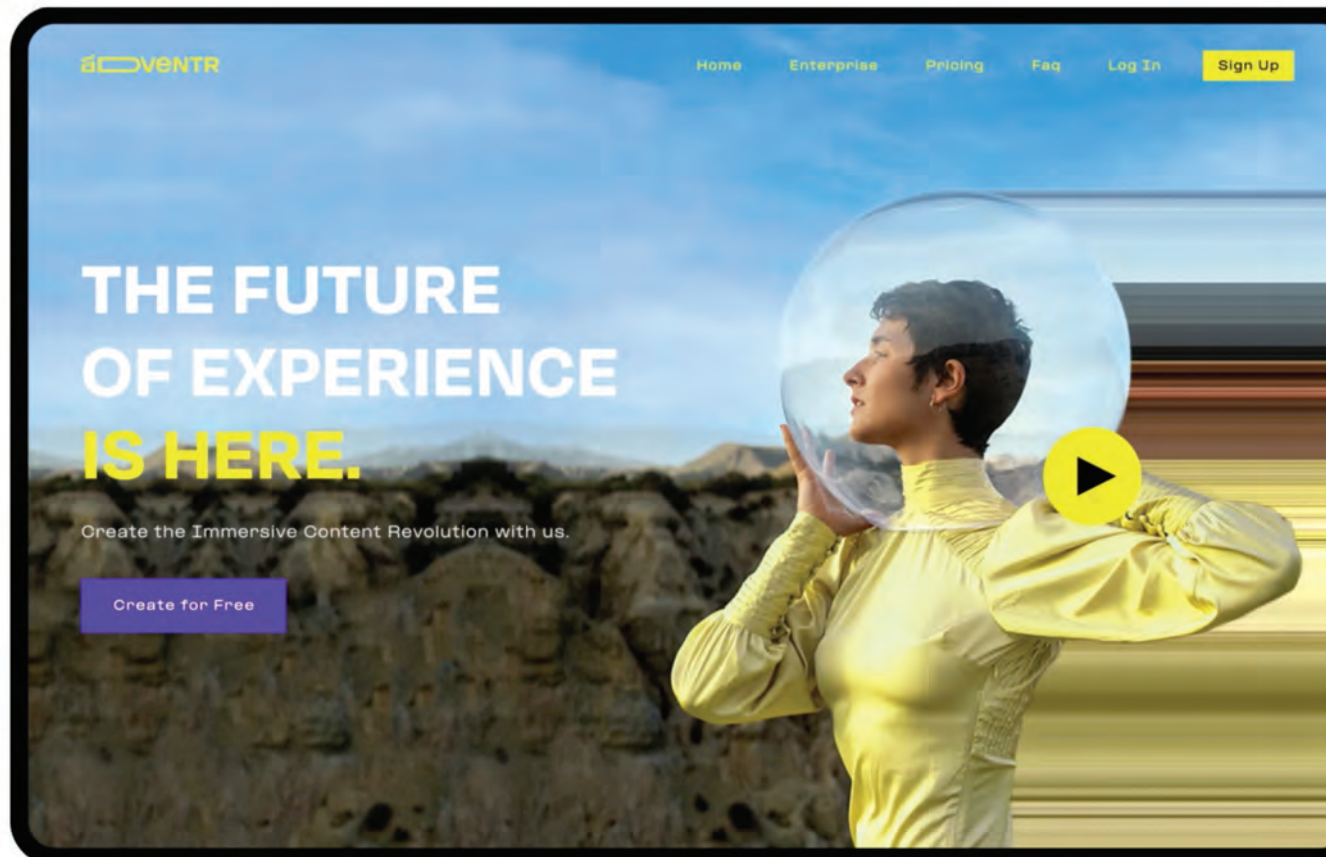 adventr
Home Enterprise Pricing Faq Log In Sign Up
THE FUTURE
OF EXPERIENCE
IS HERE.
Create the Immersive Content Revolution with us.
Create for Free